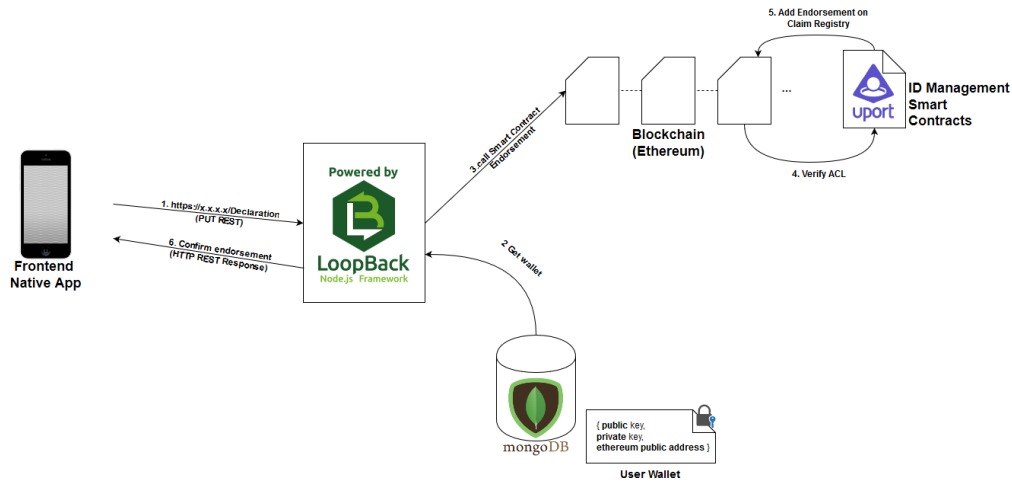 5. Add Endorsement on
Claim Registry
uport
ID Management
Smart
Contracts
...
Blockchain
(Ethereum)
4. Verify ACL
3.call Smart Contract
Endorsement
Powered by
LoopBack
Node.js Framework
1. https://x.x.x.x/Declaration
(PUT REST)
6. Confirm endorsement
(HTTP REST Response)
Frontend
Native App
2 Get wallet
mongoDB
{ public key,
private key,
ethereum public address }
User Wallet